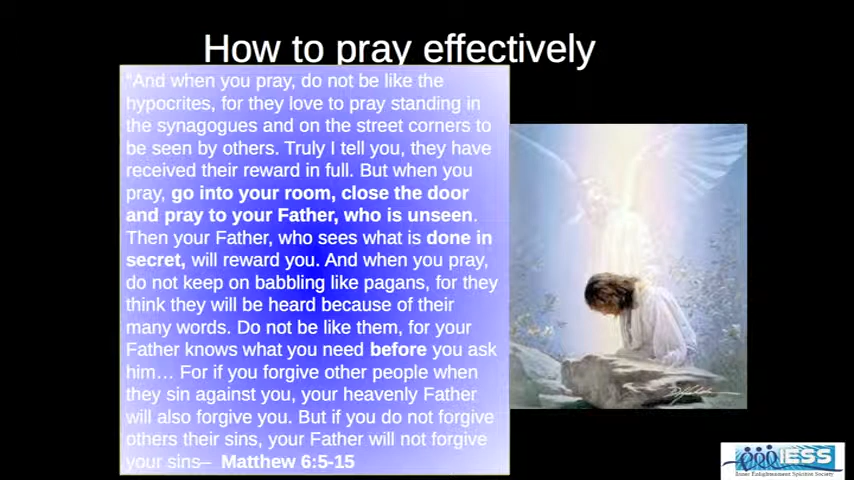 How to pray effectively
"And when you pray, do not be like the
hypocrites, for they love to pray standing in
the synagogues and on the street corners to
be seen by others. Truly I tell you, they have
received their reward in full. But when you
pray, go into your room, close the door
and pray to your Father, who is unseen.
Then your Father, who sees what is done in
secret, will reward you. And when you pray,
do not keep on babbling like pagans, for they
think they will be heard because of their
many words. Do not be like them, for your
Father knows what you need before you ask
him… For if you forgive other people when
they sin against you, your heavenly Father
will also forgive you. But if you do not forgive
others their sins, your Father will not forgive
your sins– Matthew 6:5-15
IESS
Inner Enlightenment Spiritist Society